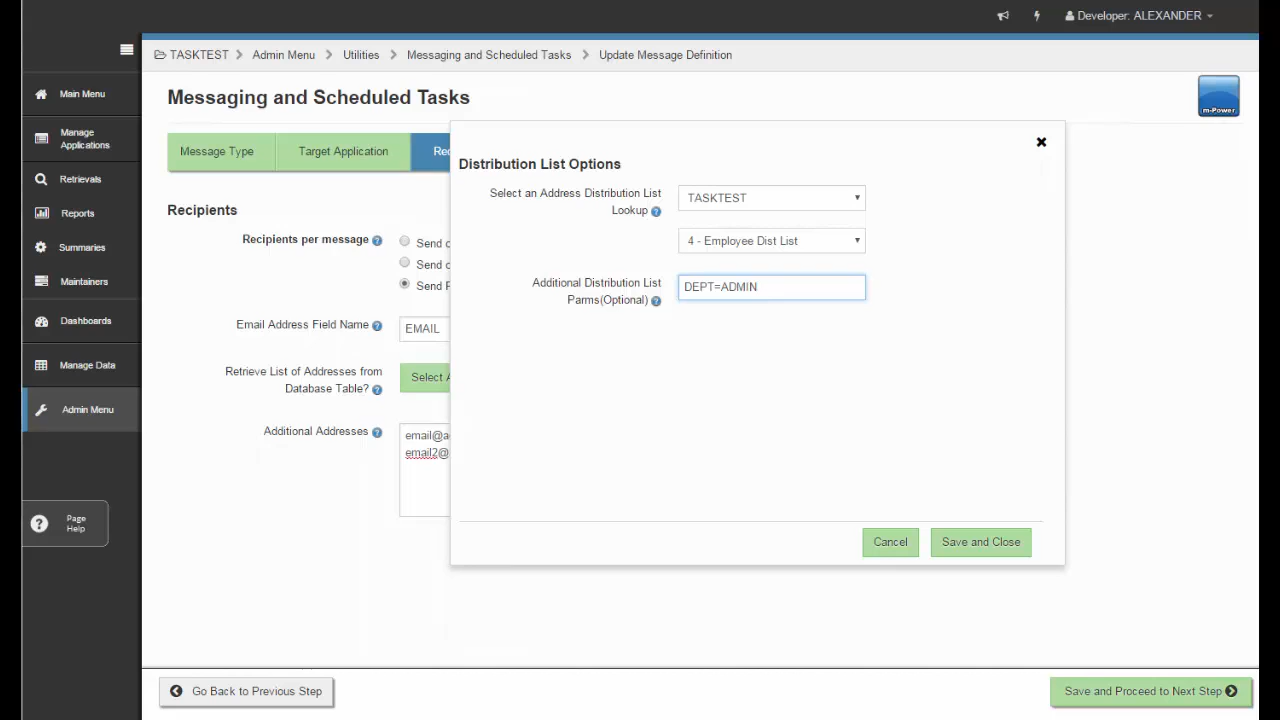 Developer: ALEXANDER
TASKTEST > Admin Menu > Utilities > Messaging and Scheduled Tasks > Update Message Definition
Main Menu
Manage
Applications
Retrievals
Reports
Summaries
Maintainers
Dashboards
Manage Data
Admin Menu
? Page
Help
Messaging and Scheduled Tasks
m-Power
Message Type
Target Application
Rec
Recipients
Recipients per message ?
Send o
Send o
Send P
Email Address Field Name ?
EMAIL
Retrieve List of Addresses from
Database Table? ?
Select A
Additional Addresses ?
email@a
email2@
Distribution List Options
Select an Address Distribution List
Lookup ?
TASKTEST
4 - Employee Dist List
Additional Distribution List
Parms(Optional) ?
DEPT=ADMIN
Cancel
Save and Close
Go Back to Previous Step
Save and Proceed to Next Step